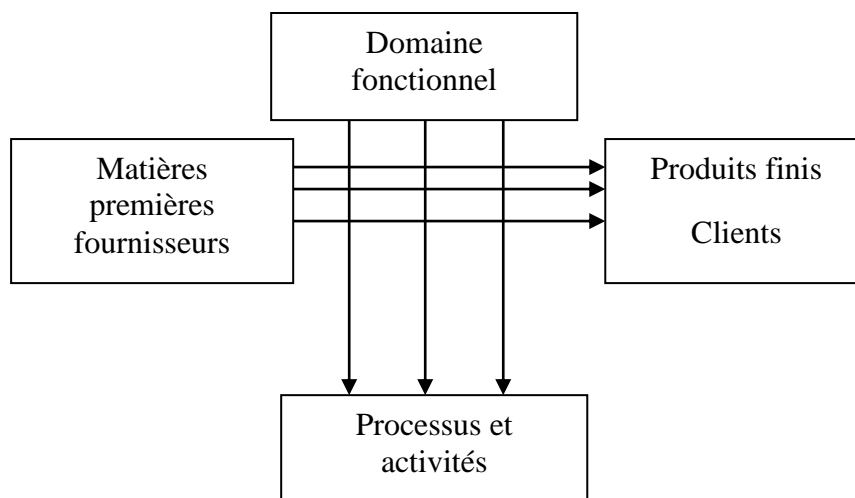 Domaine
fonctionnel
Matières
premières
fournisseurs
Produits finis
Clients
Processus et
activités